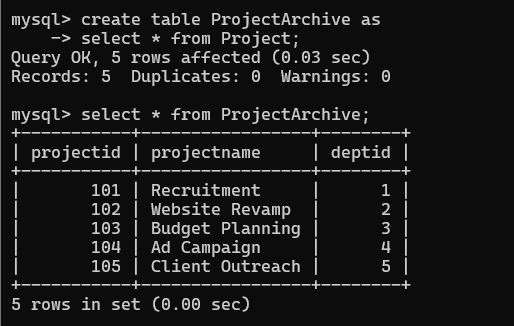 mysql> create table ProjectArchive as
    -> select * from Project;
Query OK, 5 rows affected (0.03 sec)
Records: 5  Duplicates: 0  Warnings: 0

mysql> select * from ProjectArchive;
+-----------+-----------------+--------+
| projectid | projectname     | deptid |
+-----------+-----------------+--------+
|       101 | Recruitment     |      1 |
|       102 | Website Revamp  |      2 |
|       103 | Budget Planning |      3 |
|       104 | Ad Campaign     |      4 |
|       105 | Client Outreach |      5 |
+-----------+-----------------+--------+
5 rows in set (0.00 sec)